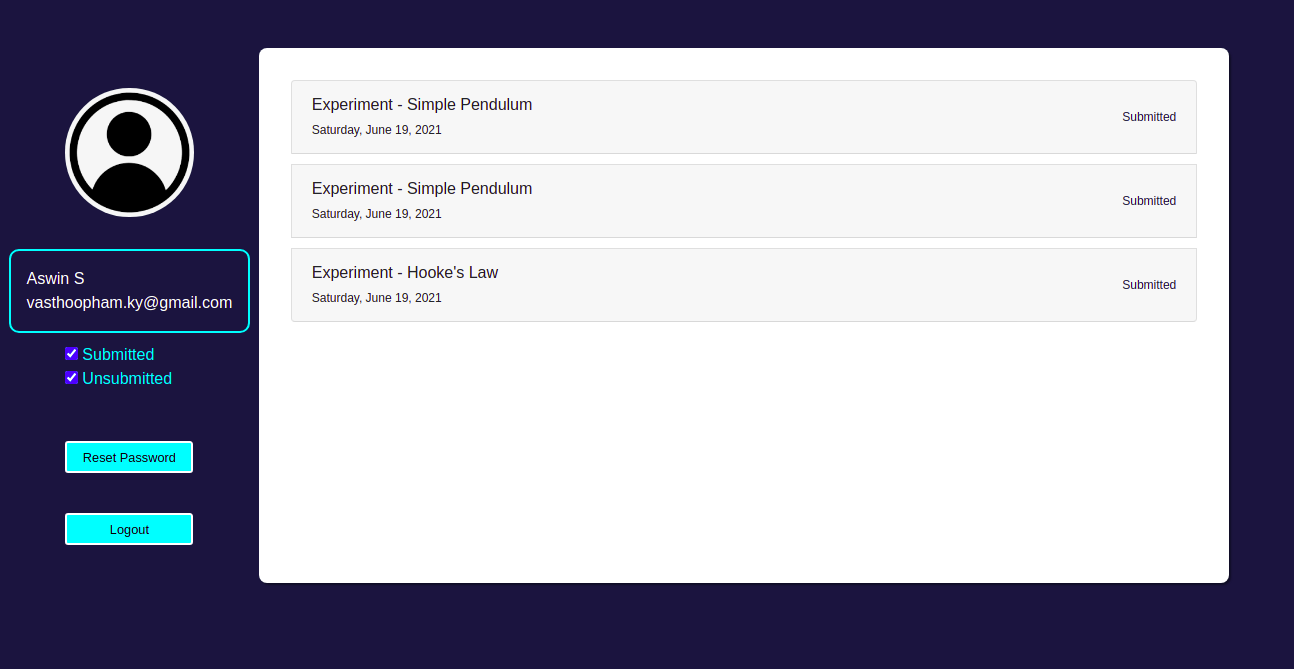 Aswin S
vasthoopham.ky@gmail.com
Submitted
Unsubmitted
Reset Password
Logout
Experiment - Simple Pendulum
Saturday, June 19, 2021
Submitted
Experiment - Simple Pendulum
Saturday, June 19, 2021
Submitted
Experiment - Hooke's Law
Saturday, June 19, 2021
Submitted